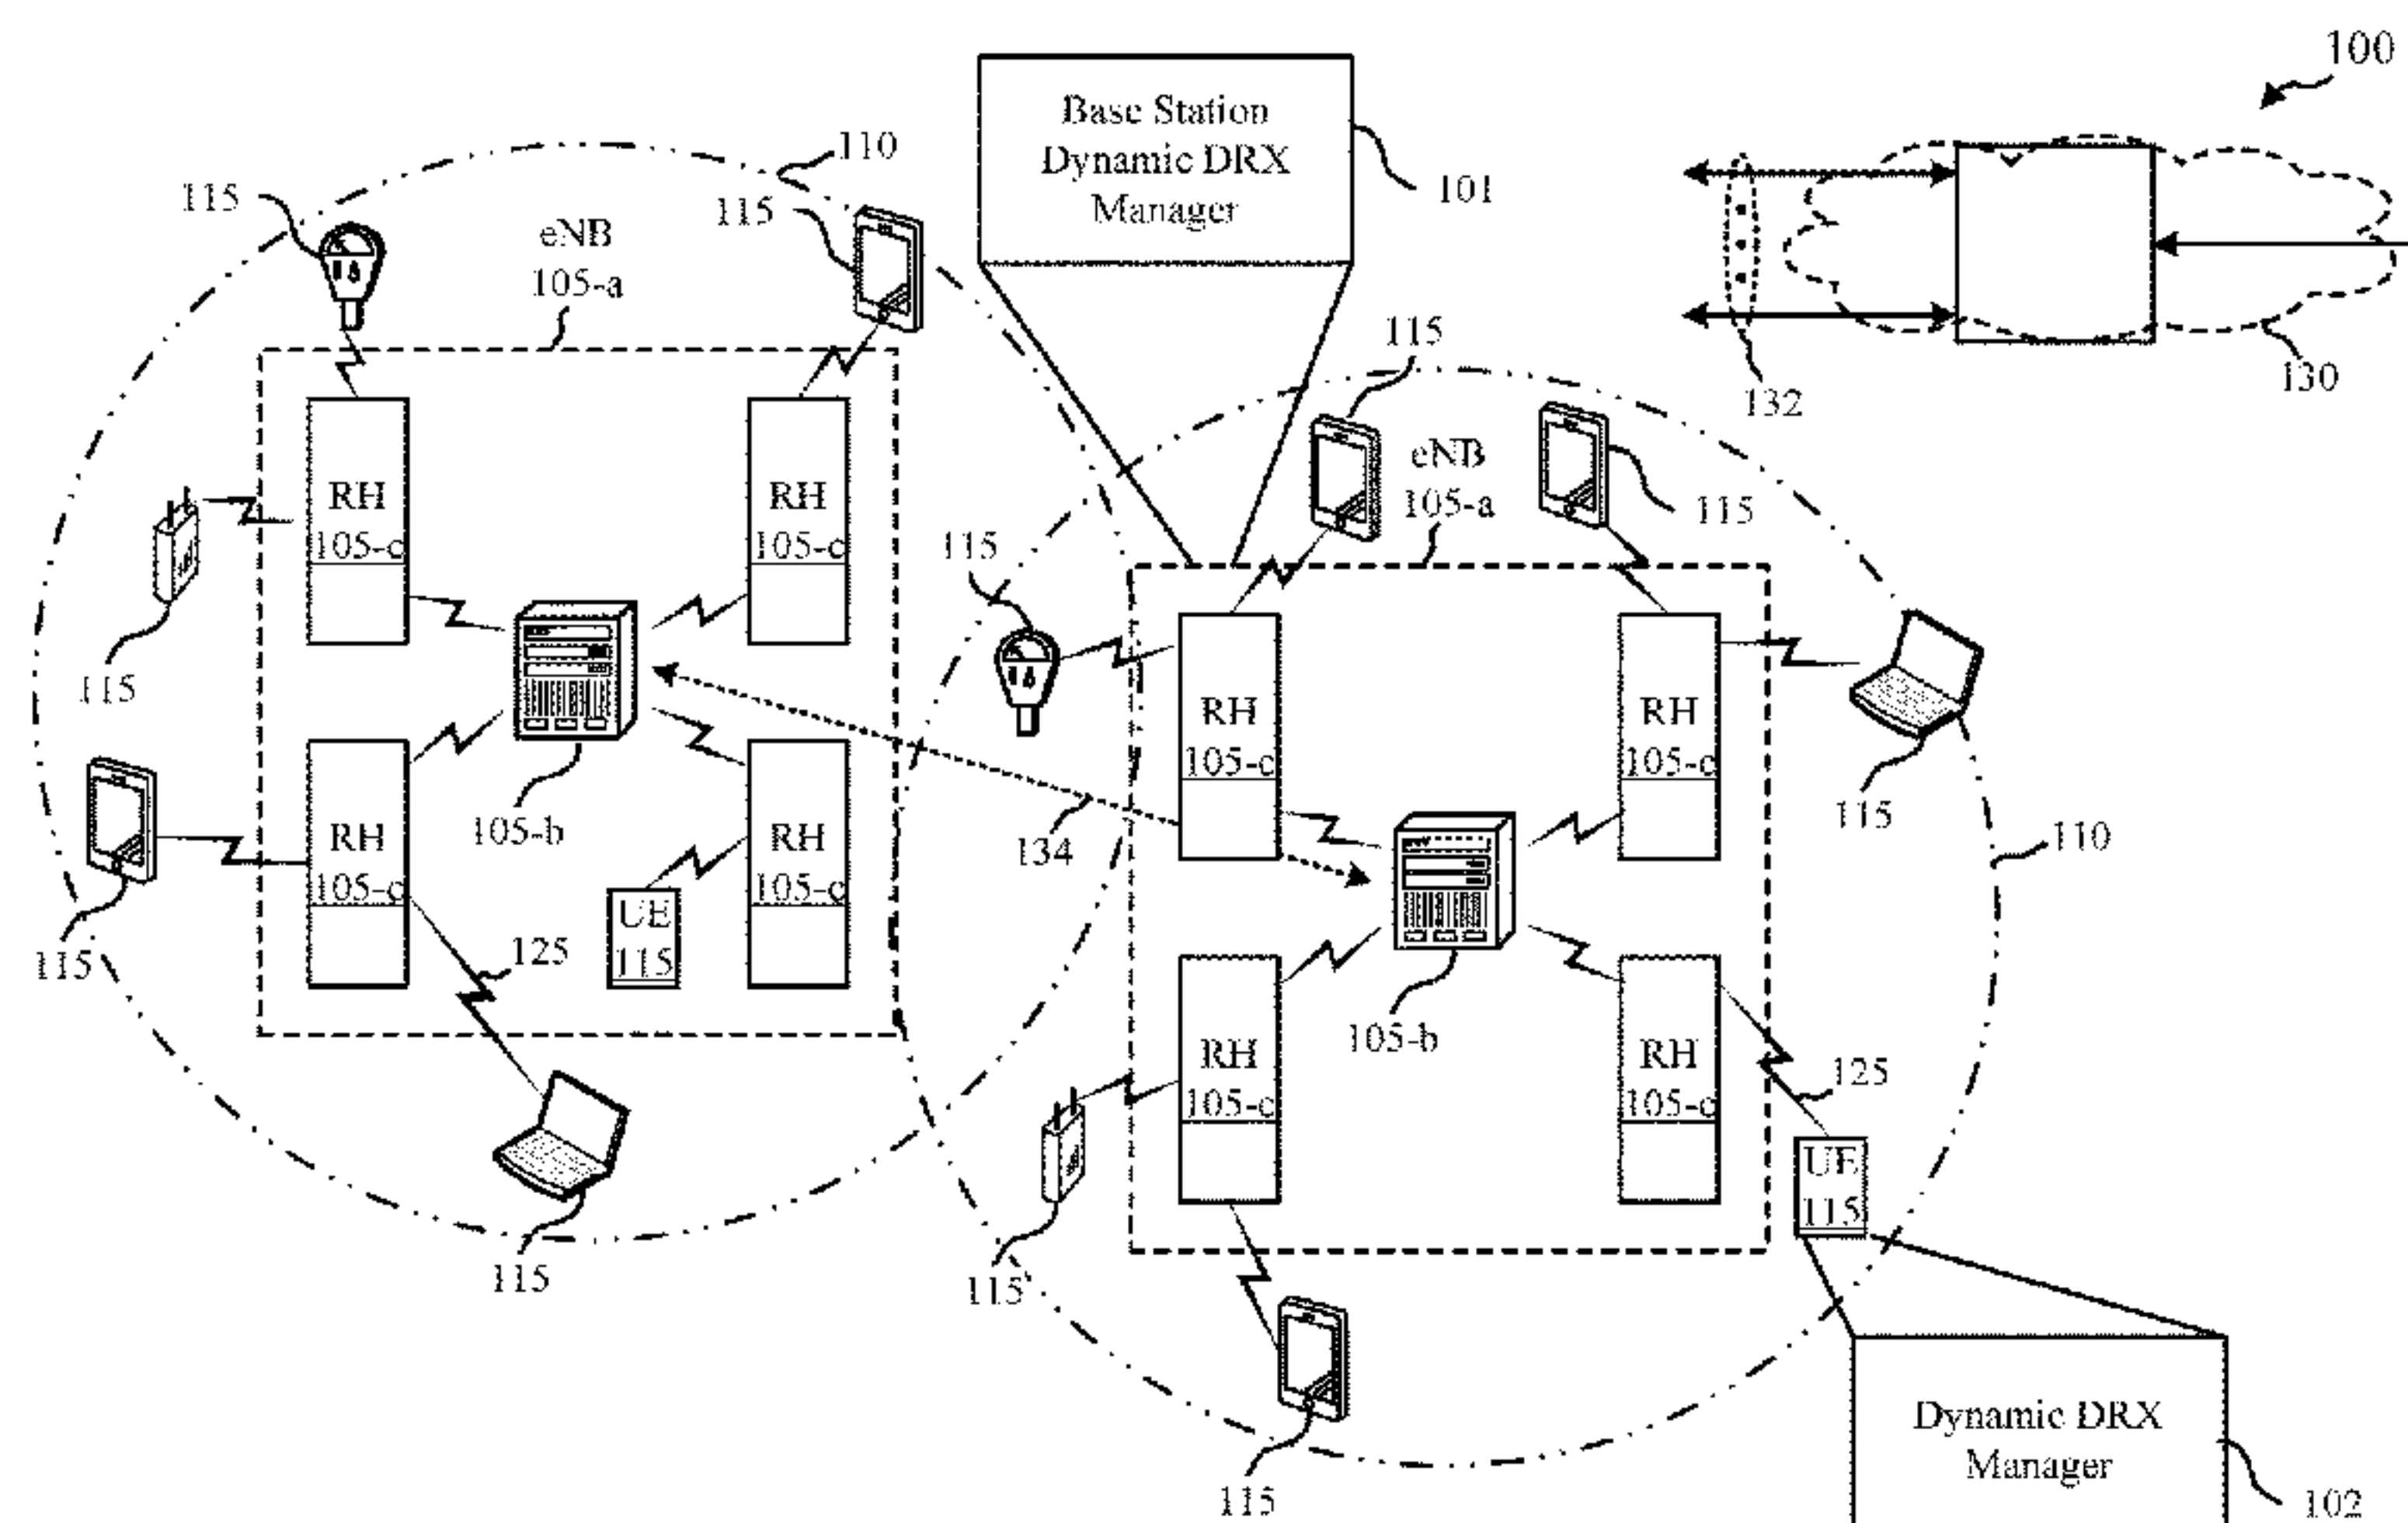 100
Base Station
Dynamic DRX
Manager
101
110
115
115
eNB
105-a
132
130
115
eNB
105-a
115
RH
105-c
RH
105-c
115
115
RH
105-c
RH
105-c
115
105-b
134
110
RH
105-c
RH
105-c
UE
115
125
115
105-b
RH
105-c
RH
105-c
125
UE
115
115
115
115
Dynamic DRX
Manager
102